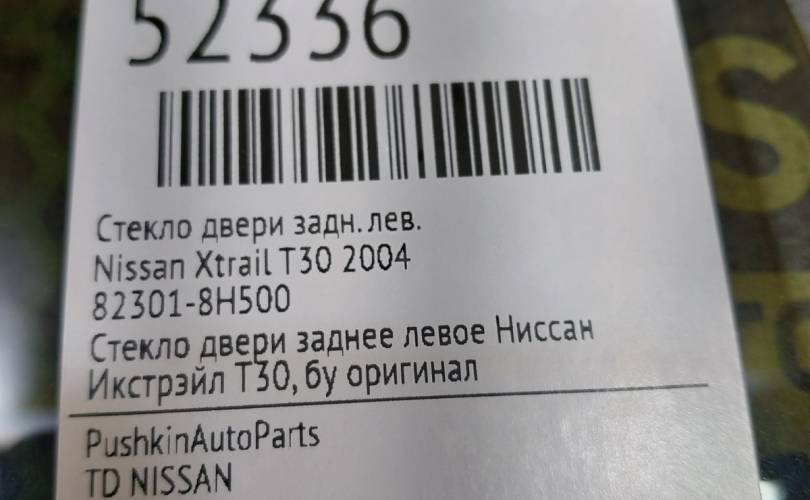 52336
Стекло двери задн. лев.
Nissan Xtrail T30 2004
82301-8H500
Стекло двери заднее левое Ниссан
Икстрэйл Т30, бу оригинал
PushkinAutoParts
TD NISSAN